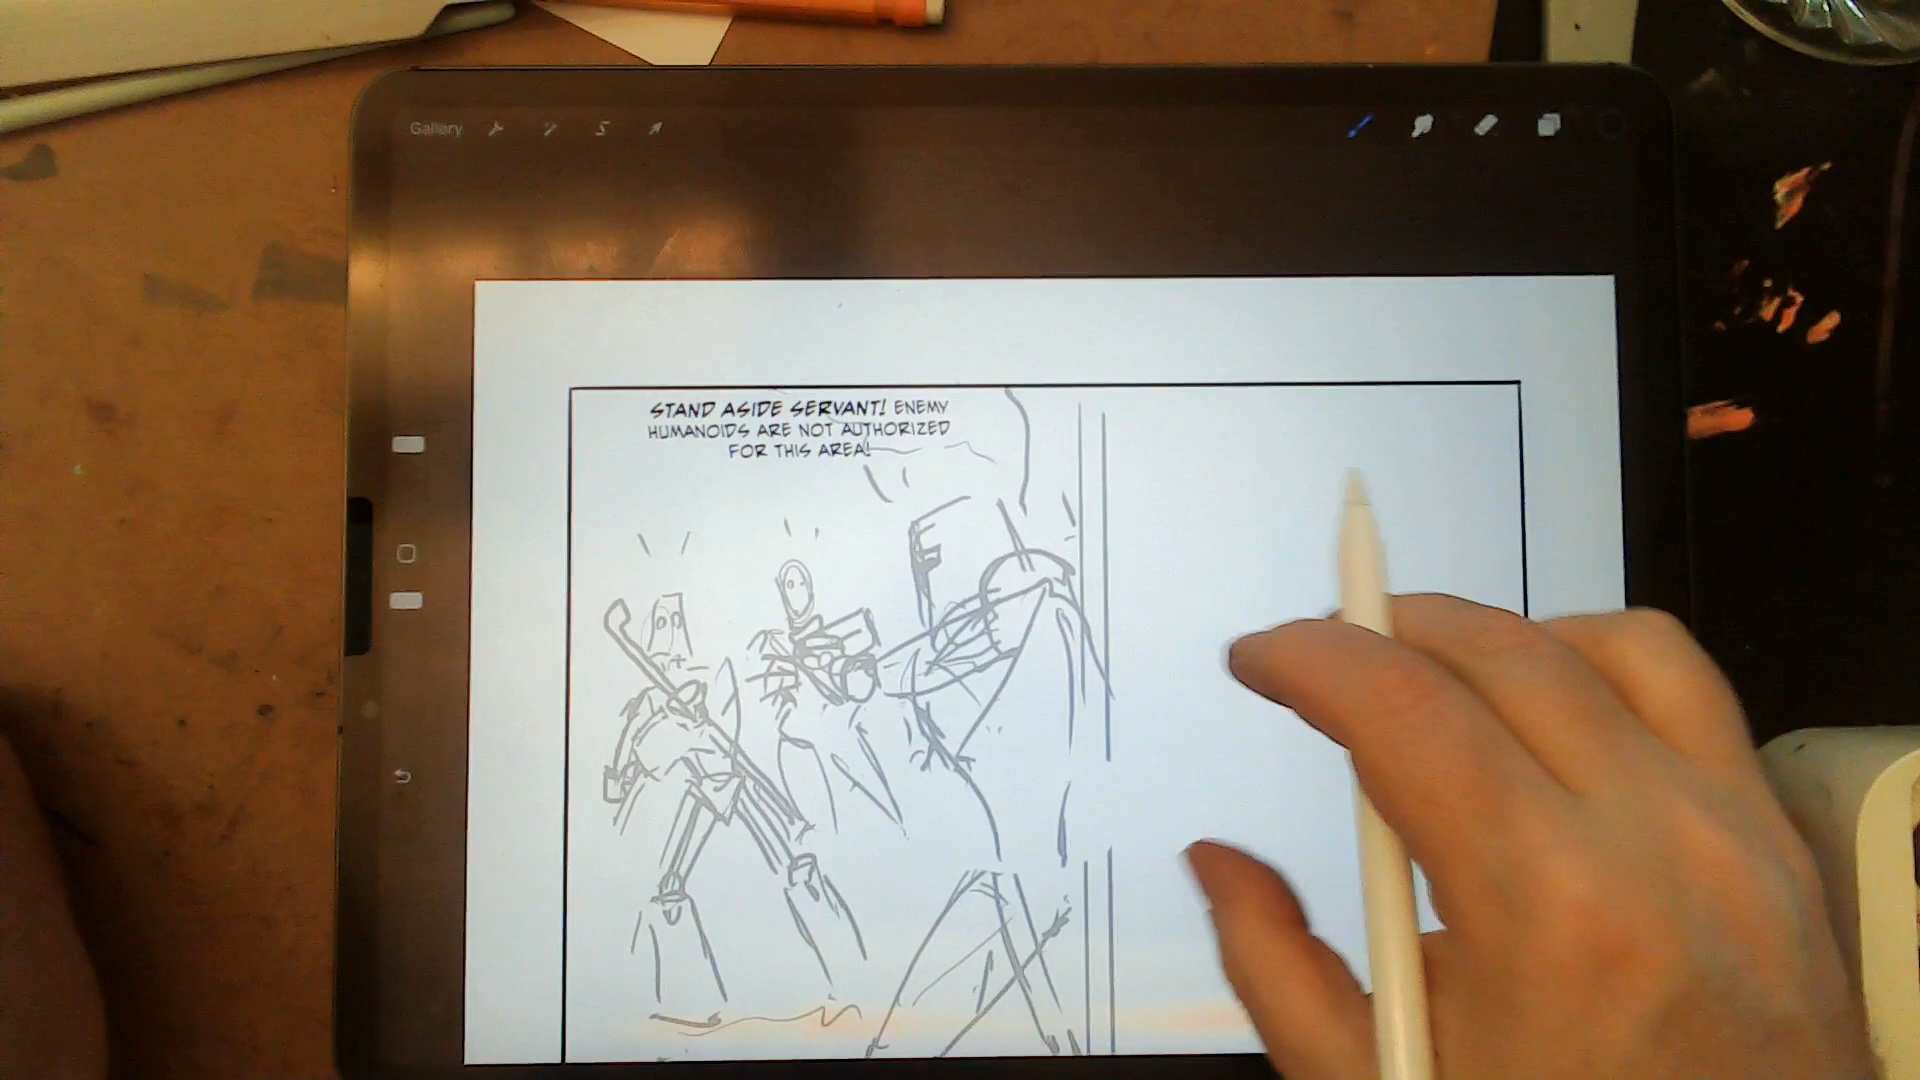 Gallery
STAND ASIDE SERVANT! ENEMY
HUMANOIDS ARE NOT AUTHORIZED
FOR THIS AREA!